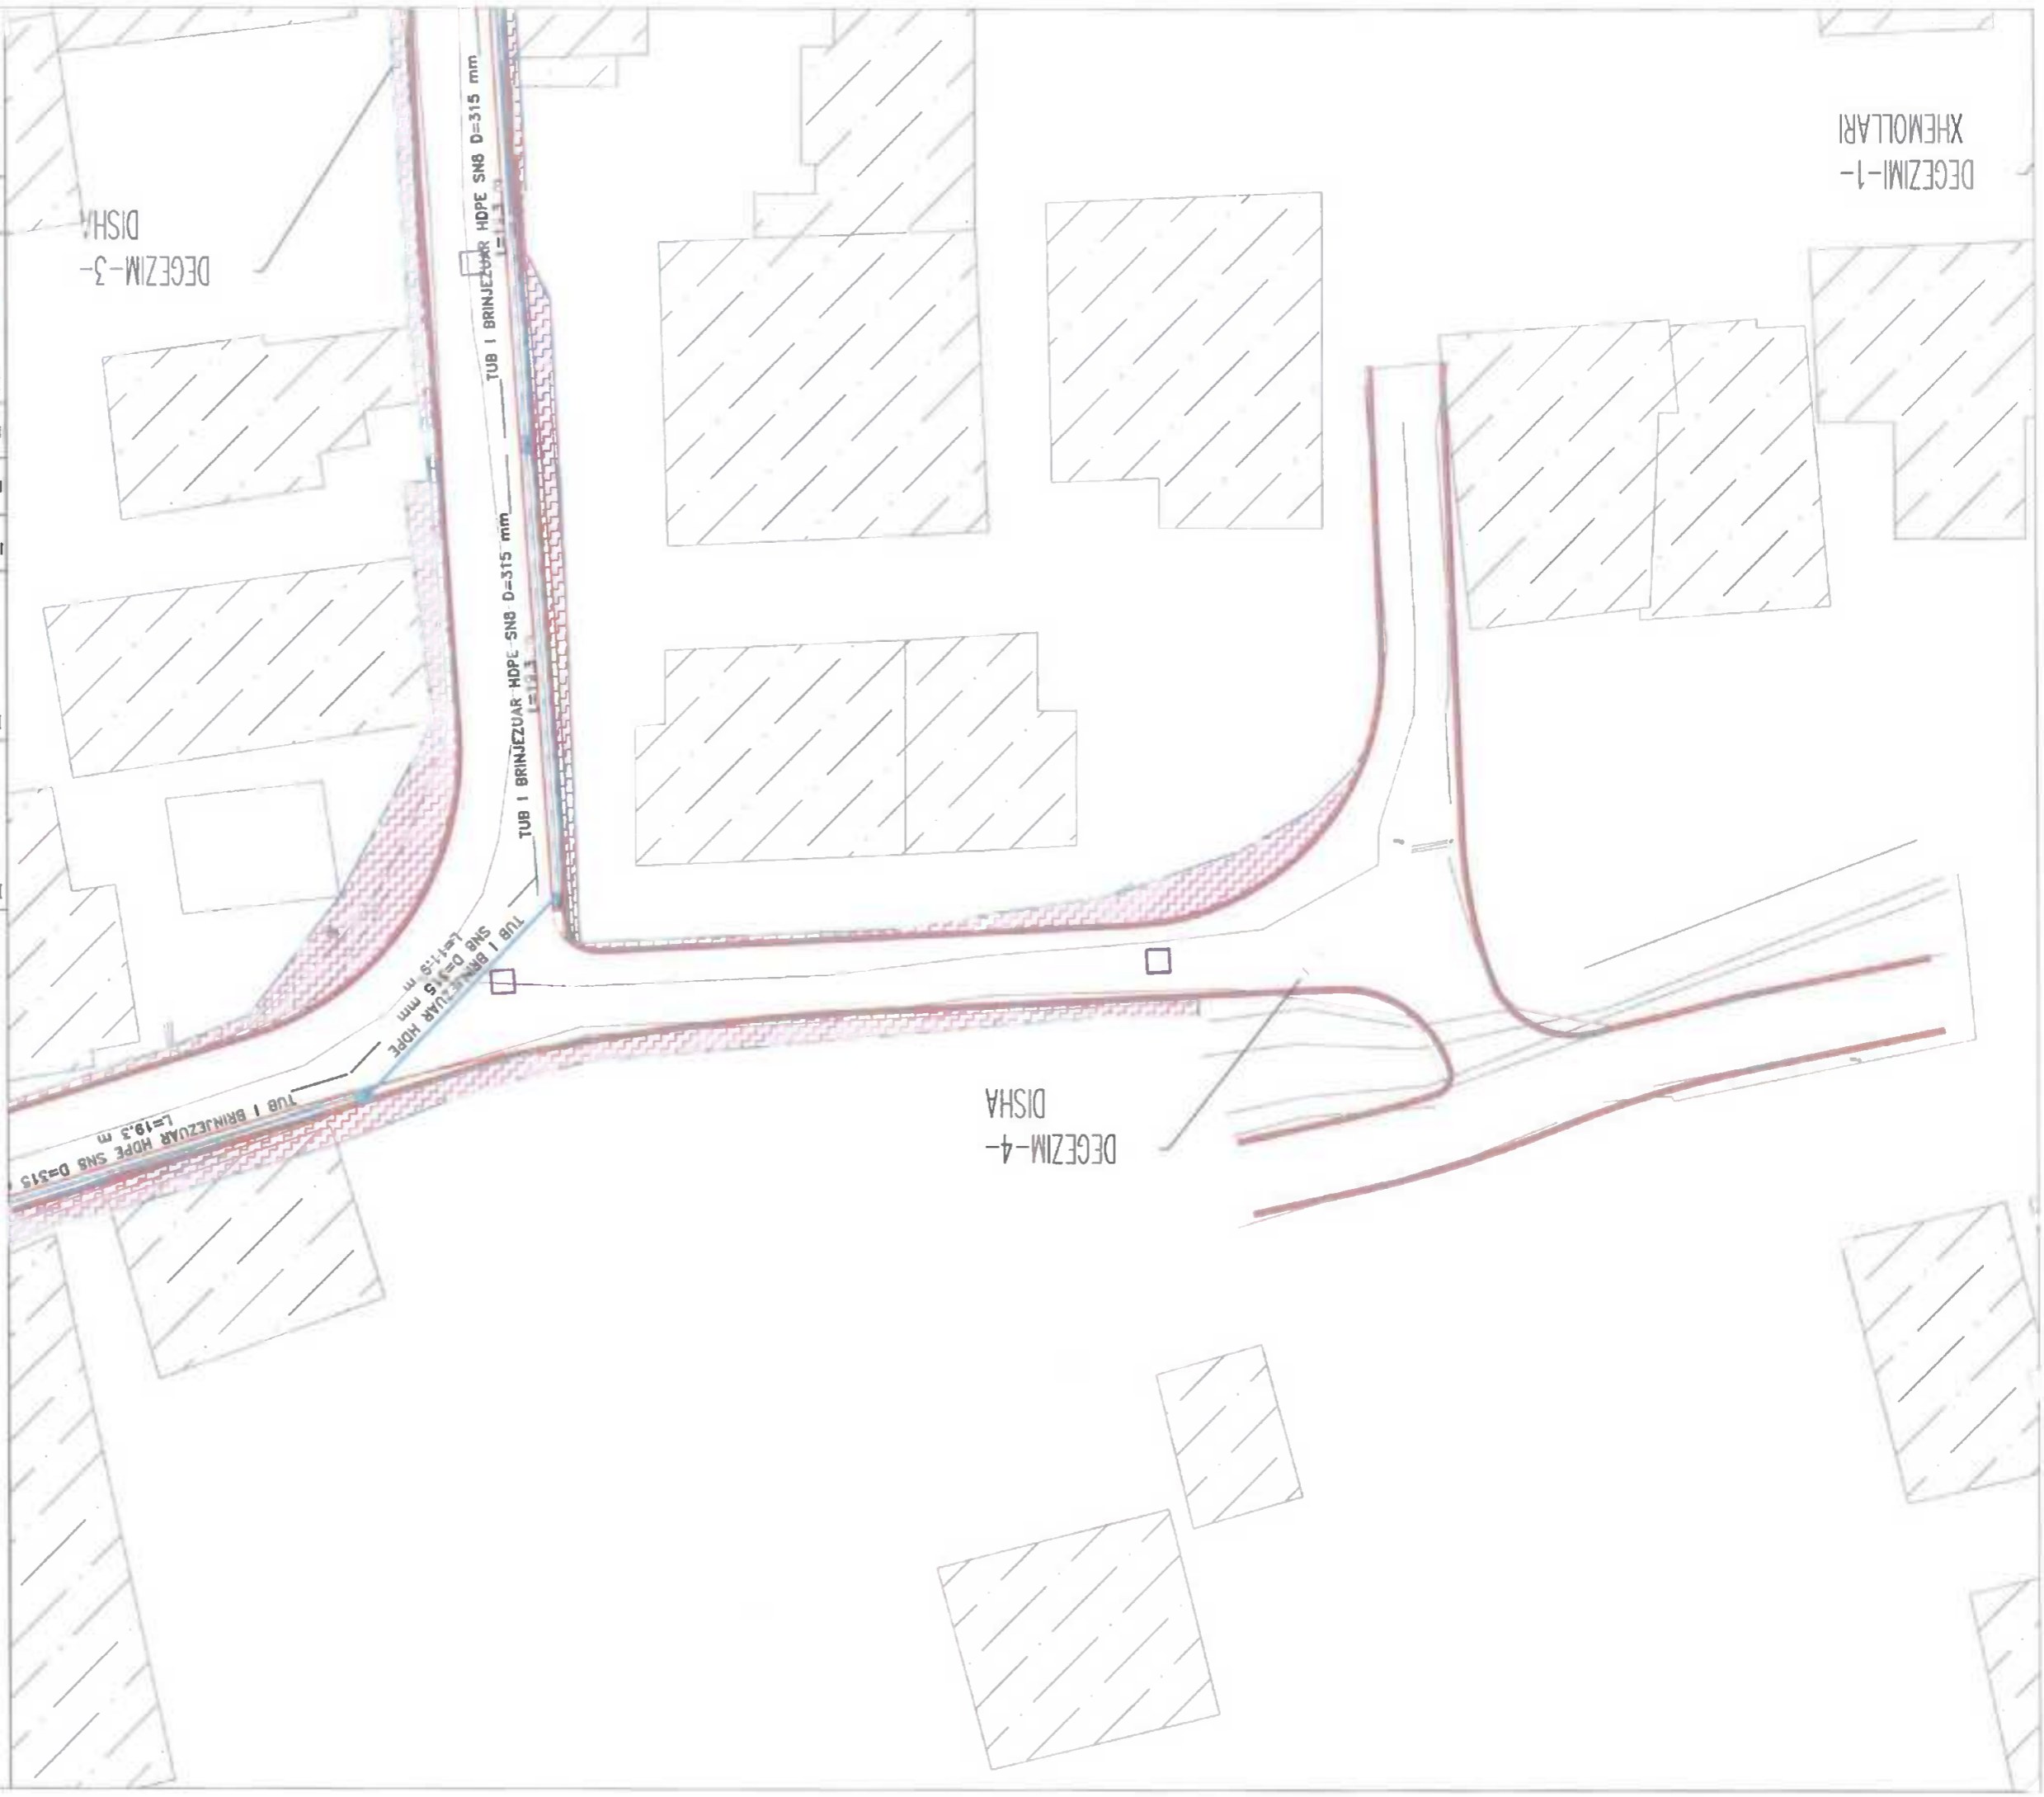 DEGEZIMI-1-
XHEMOLLARI
DEGEZIM-3-
DISHA
DEGEZIM-4-
DISHA
TUB I BRINJEZUAR HDPE SN8 D=315 mm
TUB I BRINJEZUAR HDPE SN8 D=315 mm
TUB I BRINJEZUAR HDPE
SN8 D=315 mm
L=11.9 m
TUB I BRINJEZUAR HDPE SN8 D=315
L=19.3 m